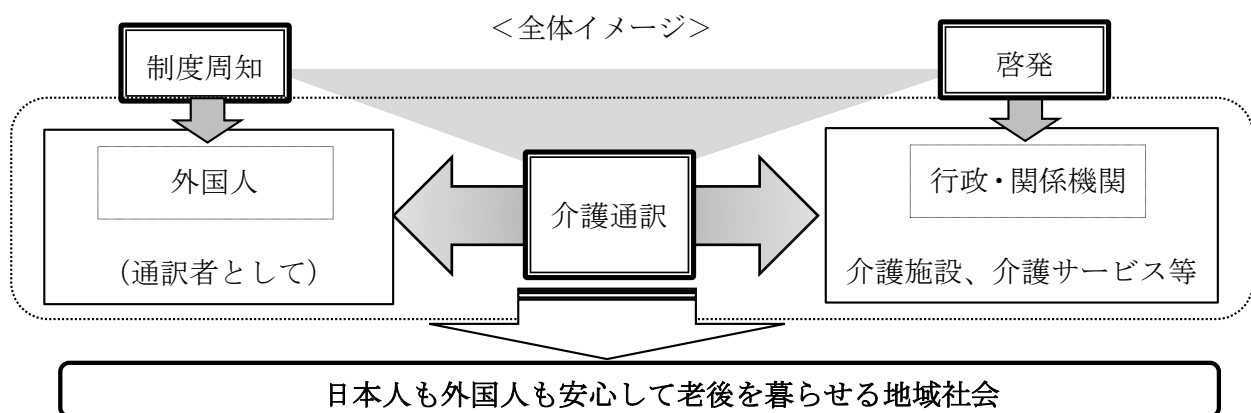 ＜全体イメージ＞
制度周知
啓発
外国人
（通訳者として）
介護通訳
行政・関係機関
介護施設、介護サービス等
日本人も外国人も安心して老後を暮らせる地域社会